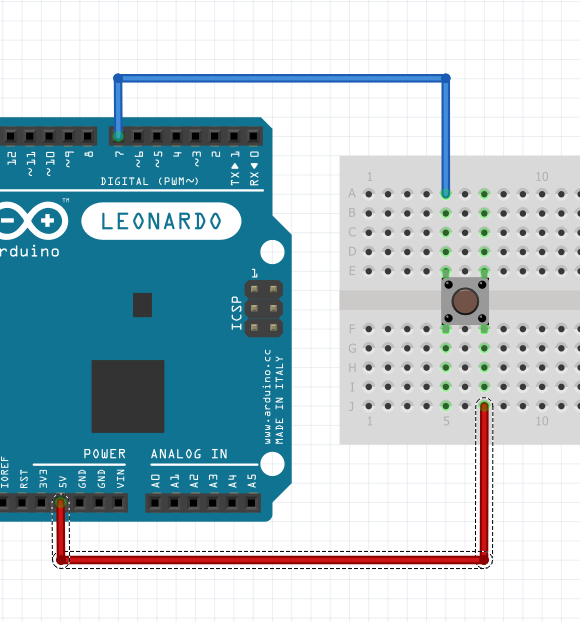 12
~11
~10
~9
8
7
~6
~5
4
~3
2
TX▶1
RX◀0
DIGITAL (PWM~)
TM
LEONARDO
rduino
1
ICSP
www.arduino.cc
MADE IN ITALY
POWER
ANALOG IN
IOREF
RST
3V3
5V
GND
GND
VIN
A0
A1
A2
A3
A4
A5
1
10
A
B
C
D
E
F
G
H
I
J
1
5
10